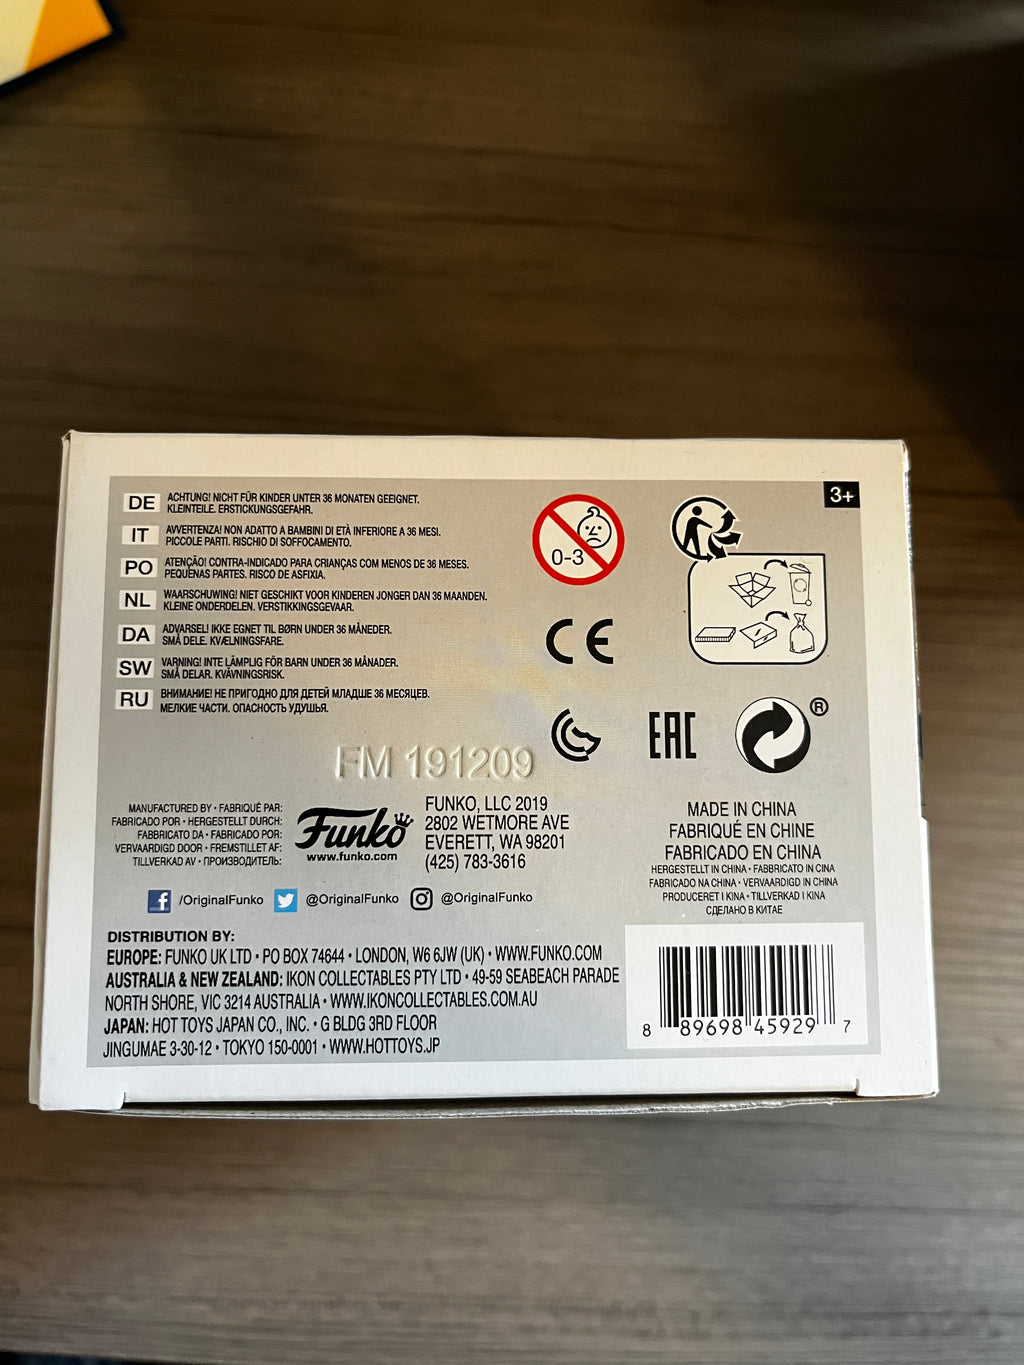 3+
DE ACHTUNG! NICHT FÜR KINDER UNTER 36 MONATEN GEEIGNET.
KLEINTEILE. ERSTICKUNGSGEFAHR.
IT AVVERTENZA! NON ADATTO A BAMBINI DI ETÀ INFERIORE A 36 MESI.
PICCOLE PARTI. RISCHIO DI SOFFOCAMENTO.
PO ATENÇÃO! CONTRA-INDICADO PARA CRIANÇAS COM MENOS DE 36 MESES.
PEQUENAS PARTES. RISCO DE ASFIXIA.
NL WAARSCHUWING! NIET GESCHIKT VOOR KINDEREN JONGER DAN 36 MAANDEN.
KLEINE ONDERDELEN. VERSTIKKINGSGEVAAR.
DA ADVARSEL! IKKE EGNET TIL BØRN UNDER 36 MÅNEDER.
SMÅ DELE. KVÆLNINGSFARE.
SW VARNING! INTE LÄMPLIG FÖR BARN UNDER 36 MÅNADER.
SMÅ DELAR. KVÄVNINGSRISK.
RU ВНИМАНИЕ! НЕ ПРИГОДНО ДЛЯ ДЕТЕЙ МЛАДШЕ 36 МЕСЯЦЕВ.
МЕЛКИЕ ЧАСТИ. ОПАСНОСТЬ УДУШЬЯ.
0-3
CE
EAC
®
FM 191209
MANUFACTURED BY • FABRIQUÉ PAR:
FABRICADO POR • HERGESTELLT DURCH:
FABBRICATO DA • FABRICADO POR:
VERVAARDIGD DOOR • FREMSTILLET AF:
TILLVERKAD AV • ПРОИЗВОДИТЕЛЬ:
Funko
www.funko.com
FUNKO, LLC 2019
2802 WETMORE AVE
EVERETT, WA 98201
(425) 783-3616
MADE IN CHINA
FABRIQUÉ EN CHINE
FABRICADO EN CHINA
HERGESTELLT IN CHINA • FABBRICATO IN CINA
FABRICADO NA CHINA • VERVAARDIGD IN CHINA
PRODUCERET I KINA • TILLVERKAD I KINA
СДЕЛАНО В КИТАЕ
/OriginalFunko @OriginalFunko @OriginalFunko
DISTRIBUTION BY:
EUROPE: FUNKO UK LTD • PO BOX 74644 • LONDON, W6 6JW (UK) • WWW.FUNKO.COM
AUSTRALIA & NEW ZEALAND: IKON COLLECTABLES PTY LTD • 49-59 SEABEACH PARADE
NORTH SHORE, VIC 3214 AUSTRALIA • WWW.IKONCOLLECTABLES.COM.AU
JAPAN: HOT TOYS JAPAN CO., INC. • G BLDG 3RD FLOOR
JINGUMAE 3-30-12 • TOKYO 150-0001 • WWW.HOTTOYS.JP
8 89698 45929 7